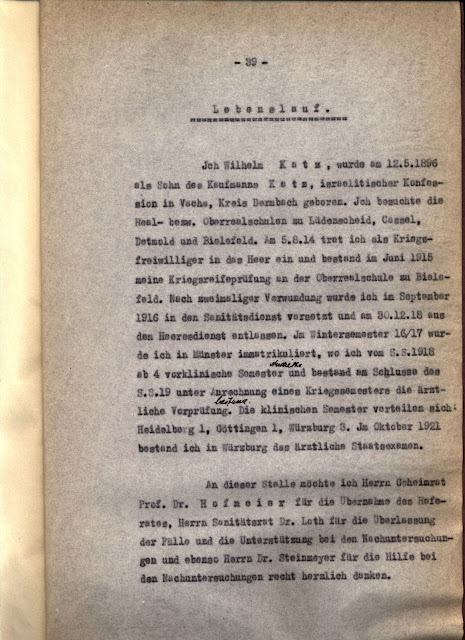 - 39 -
Lebenslauf.
Jch Wilhelm Katz, wurde am 12.5.1896
als Sohn des Kaufmanns Katz, israelitischer Konfes-
sion in Vacha, Kreis Dermbach geboren. Jch besuchte die
Real- bezw. Oberrealschulen zu Lüdenscheid, Cassel,
Detmold und Bielefeld. Am 5.8.14 trat ich als Kriegs-
freiwilliger in das Heer ein und bestand im Juni 1915
meine Kriegsreifeprüfung an der Oberrealschule zu Biele-
feld. Nach zweimaliger Verwundung wurde ich im September
1916 in den Sanitätsdienst versetzt und am 30.12.18 aus
dem Heeresdienst entlassen. Jm Wintersemester 16/17 wur-
de ich in Münster immatrikuliert, wo ich vom S.S.1918
ab 4 vorklinische Semester und bestand am Schlusse des
S.S.19 unter Anrechnung eines Kriegssemesters die ärzt-
liche Vorprüfung. Die klinischen Semester verteilen sich:
Heidelberg 1, Göttingen 1, Würzburg 3. Jm Oktober 1921
bestand ich in Würzburg das ärztliche Staatsexamen.
An dieser Stelle möchte ich Herrn Geheimrat
Prof. Dr. Hofmeier für die Übernahme des Refe-
rates, Herrn Sanitätsrat Dr. Loth für die Überlassung
der Fälle und die Unterstützung bei den Nachuntersuchun-
gen und ebenso Herrn Dr. Steinmeyer für die Hilfe bei
den Nachuntersuchungen recht herzlich danken.